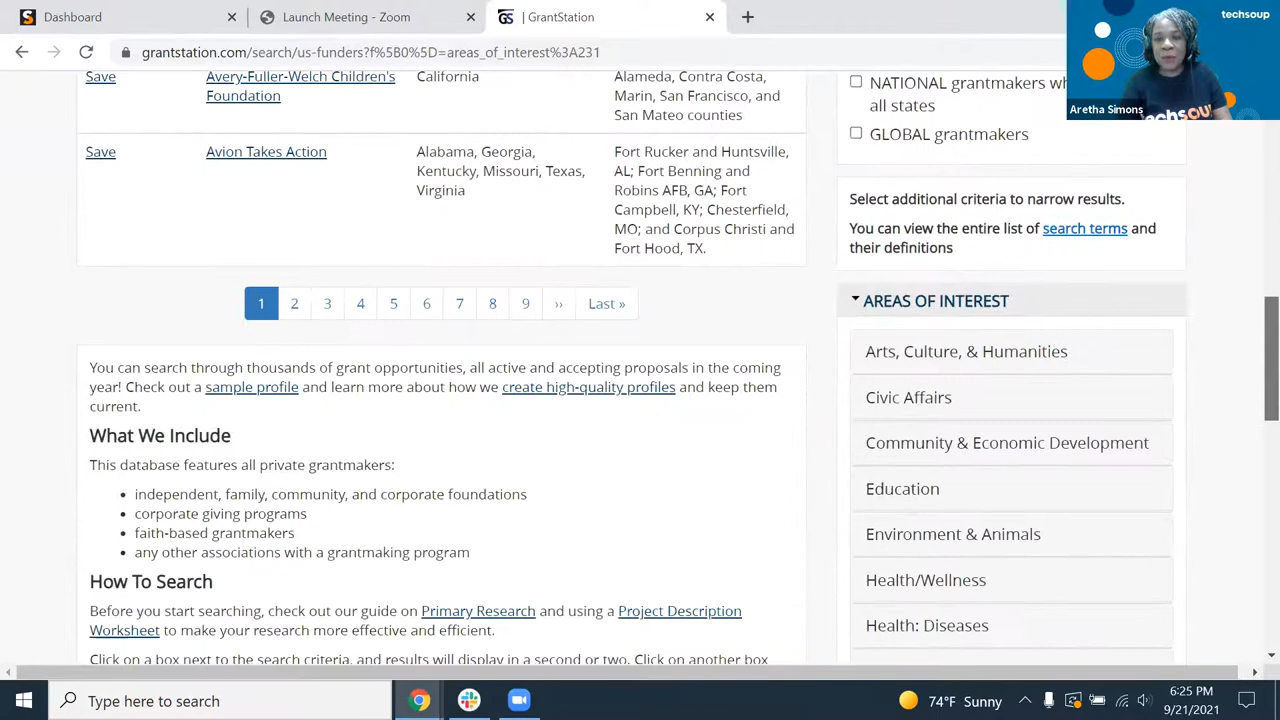 Dashboard
Launch Meeting - Zoom
| GrantStation
grantstation.com/search/us-funders?f%5B0%5D=areas_of_interest%3A231
techsoup
Aretha Simons
Save
Avery-Fuller-Welch Children's
Foundation
California
Alameda, Contra Costa,
Marin, San Francisco, and
San Mateo counties
Save
Avion Takes Action
Alabama, Georgia,
Kentucky, Missouri, Texas,
Virginia
Fort Rucker and Huntsville,
AL; Fort Benning and
Robins AFB, GA; Fort
Campbell, KY; Chesterfield,
MO; and Corpus Christi and
Fort Hood, TX.
1 2 3 4 5 6 7 8 9 ›› Last »
You can search through thousands of grant opportunities, all active and accepting proposals in the coming
year! Check out a sample profile and learn more about how we create high-quality profiles and keep them
current.
What We Include
This database features all private grantmakers:
• independent, family, community, and corporate foundations
• corporate giving programs
• faith-based grantmakers
• any other associations with a grantmaking program
How To Search
Before you start searching, check out our guide on Primary Research and using a Project Description
Worksheet to make your research more effective and efficient.
Click on a box next to the search criteria, and results will display in a second or two. Click on another box
NATIONAL grantmakers
all states
GLOBAL grantmakers
Select additional criteria to narrow results.
You can view the entire list of search terms and
their definitions
AREAS OF INTEREST
Arts, Culture, & Humanities
Civic Affairs
Community & Economic Development
Education
Environment & Animals
Health/Wellness
Health: Diseases
Type here to search
74°F Sunny
6:25 PM
9/21/2021